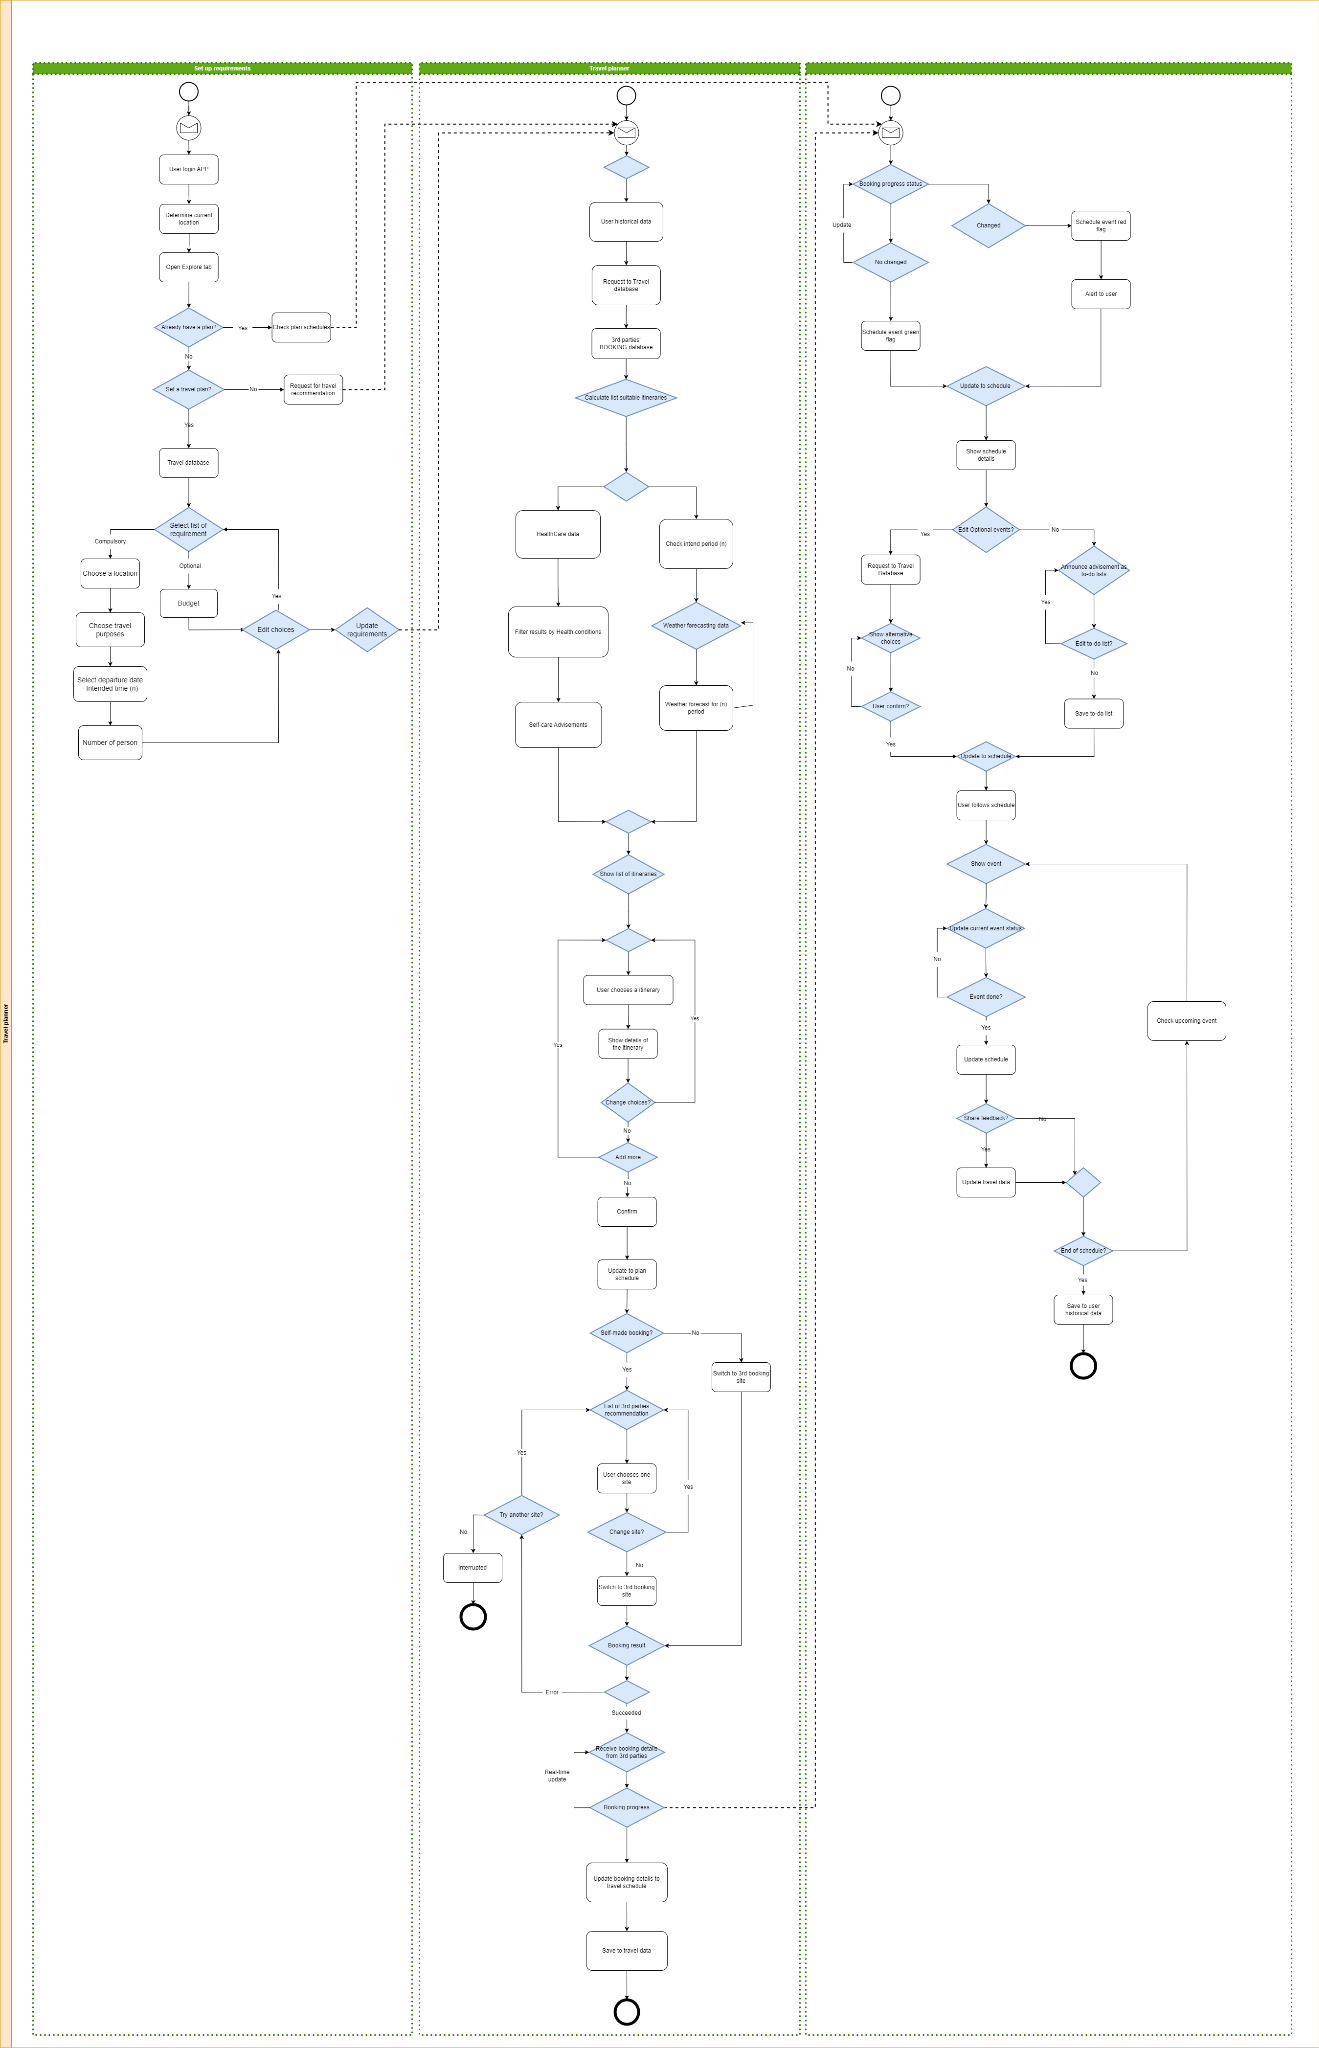 Travel planner
Set up requirements
User login APP
Determine current
location
Open Explore tab
Already have a plan?
Yes
Check plan schedules
No
Set a travel plan?
No
Request for travel
recommendation
Yes
Travel database
Select list of
requirement
Compulsory
Optional
Choose a location
Budget
Yes
Choose travel
purposes
Edit choices
Update
requirements
Select departure date
Intended time (n)
Number of person
Travel planner
User historical data
Request to Travel
database
3rd parties'
BOOKING database
Calculate list suitable itineraries
HealthCare data
Check intend period (n)
Filter results by Health conditions
Weather forecasting data
Self-care Advisements
Weather forecast for (n)
period
Show list of itineraries
User chooses a itinerary
Yes
Show details of
the itinerary
Yes
Change choices?
No
Add more
No
Confirm
Update to plan
schedule
Self-made booking?
No
Yes
Switch to 3rd booking
site
List of 3rd parties
recommendation
Yes
User chooses one
site
Yes
Try another site?
Change site?
No
No
Interrupted
Switch to 3rd booking
site
Booking result
Error
Succeeded
Receive booking details
from 3rd parties
Real-time
update
Booking progress
Update booking details to
travel schedule
Save to travel data
Booking progress status
Update
Changed
Schedule event red
flag
No changed
Alert to user
Schedule event green
flag
Update to schedule
Show schedule
details
Edit Optional events?
Yes
No
Request to Travel
Database
Announce advisement as
to-do lists
Yes
Show alternative
choices
Edit to do list?
No
No
User confirm?
Save to-do list
Yes
Update to schedule
User follows schedule
Show event
Update current event status
No
Event done?
Yes
Check upcoming event
Update schedule
Share feedback?
No
Yes
Update travel data
End of schedule?
Yes
Save to user
historical data